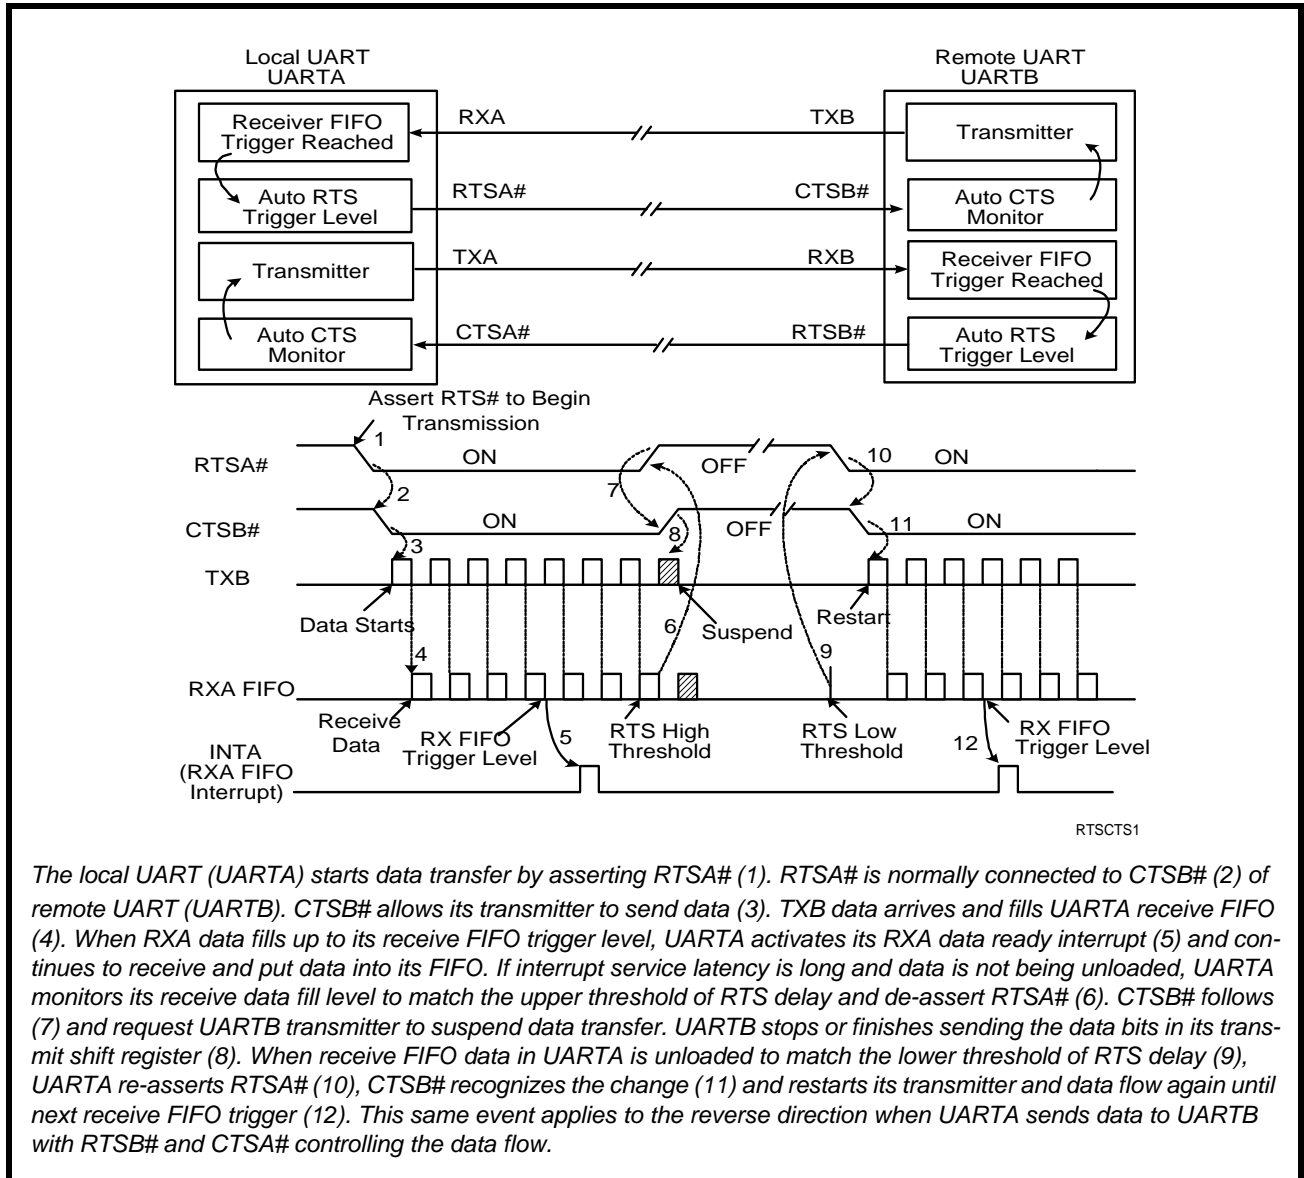 Local UART
UARTA
Remote UART
UARTB
Receiver FIFO
Trigger Reached
RXA
TXB
Transmitter
Auto RTS
Trigger Level
RTSA#
CTSB#
Auto CTS
Monitor
Transmitter
TXA
RXB
Receiver FIFO
Trigger Reached
Auto CTS
Monitor
CTSA#
RTSB#
Auto RTS
Trigger Level
Assert RTS# to Begin
Transmission
1
RTSA#
ON
OFF
10
ON
2
7
CTSB#
ON
8
OFF
11
ON
3
TXB
Data Starts
Suspend
Restart
4
6
9
RXA FIFO
Receive
Data
RX FIFO
Trigger Level
5
RTS High
Threshold
RTS Low
Threshold
12
RX FIFO
Trigger Level
INTA
(RXA FIFO
Interrupt)
RTSCTS1
The local UART (UARTA) starts data transfer by asserting RTSA# (1). RTSA# is normally connected to CTSB# (2) of
remote UART (UARTB). CTSB# allows its transmitter to send data (3). TXB data arrives and fills UARTA receive FIFO
(4). When RXA data fills up to its receive FIFO trigger level, UARTA activates its RXA data ready interrupt (5) and con-
tinues to receive and put data into its FIFO. If interrupt service latency is long and data is not being unloaded, UARTA
monitors its receive data fill level to match the upper threshold of RTS delay and de-assert RTSA# (6). CTSB# follows
(7) and request UARTB transmitter to suspend data transfer. UARTB stops or finishes sending the data bits in its trans-
mit shift register (8). When receive FIFO data in UARTA is unloaded to match the lower threshold of RTS delay (9),
UARTA re-asserts RTSA# (10), CTSB# recognizes the change (11) and restarts its transmitter and data flow again until
next receive FIFO trigger (12). This same event applies to the reverse direction when UARTA sends data to UARTB
with RTSB# and CTSA# controlling the data flow.